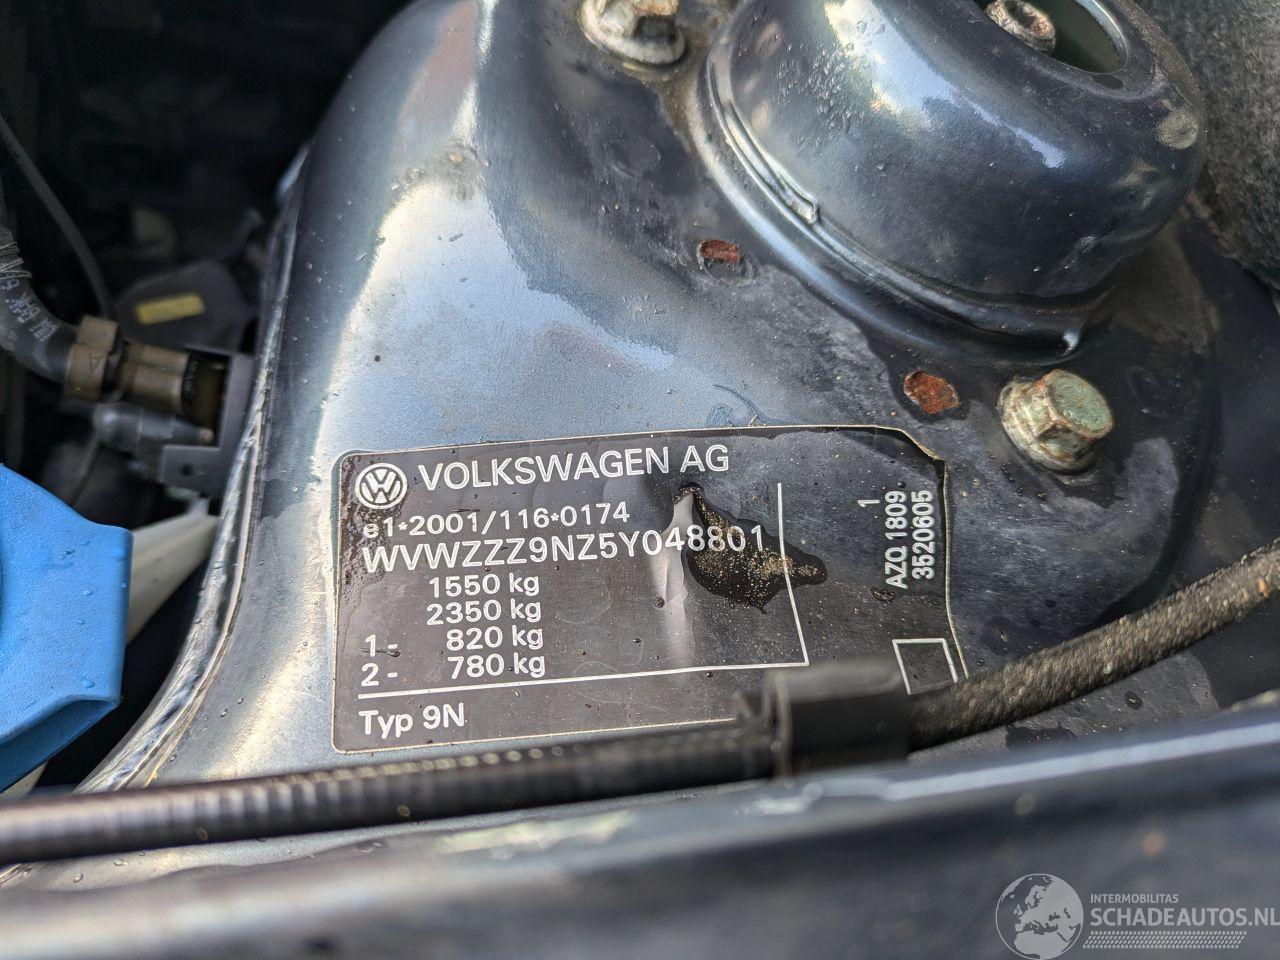 VOLKSWAGEN AG
e1*2001/116*0174
WVWZZZ9NZ5Y048801
1550 kg
2350 kg
1- 820 kg
2- 780 kg
Typ 9N
1
AZQ 1809
3520605
INTERMOBILITAS
SCHADEAUTOS.NL